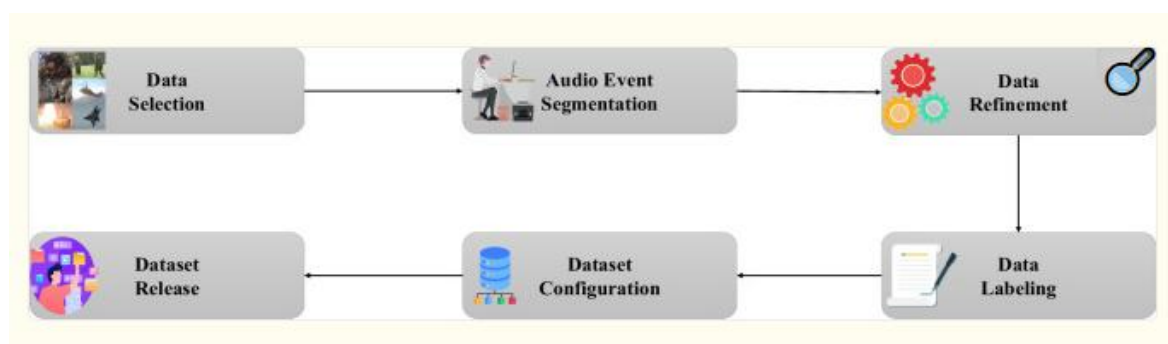 Data
Selection
Audio Event
Segmentation
Data
Refinement
Data
Labeling
Dataset
Configuration
Dataset
Release